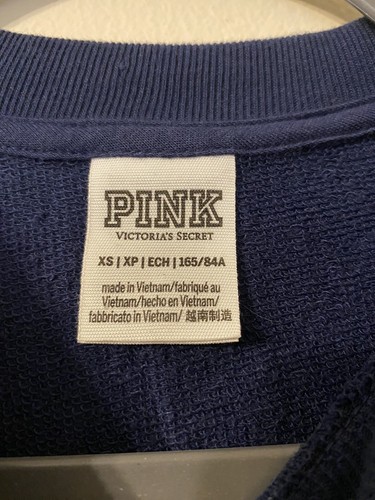 PINK
VICTORIA'S SECRET
XS | XP | ECH | 165/84A
made in Vietnam/fabriqué au
Vietnam/hecho en Vietnam/
fabbricato in Vietnam/ 越南制造